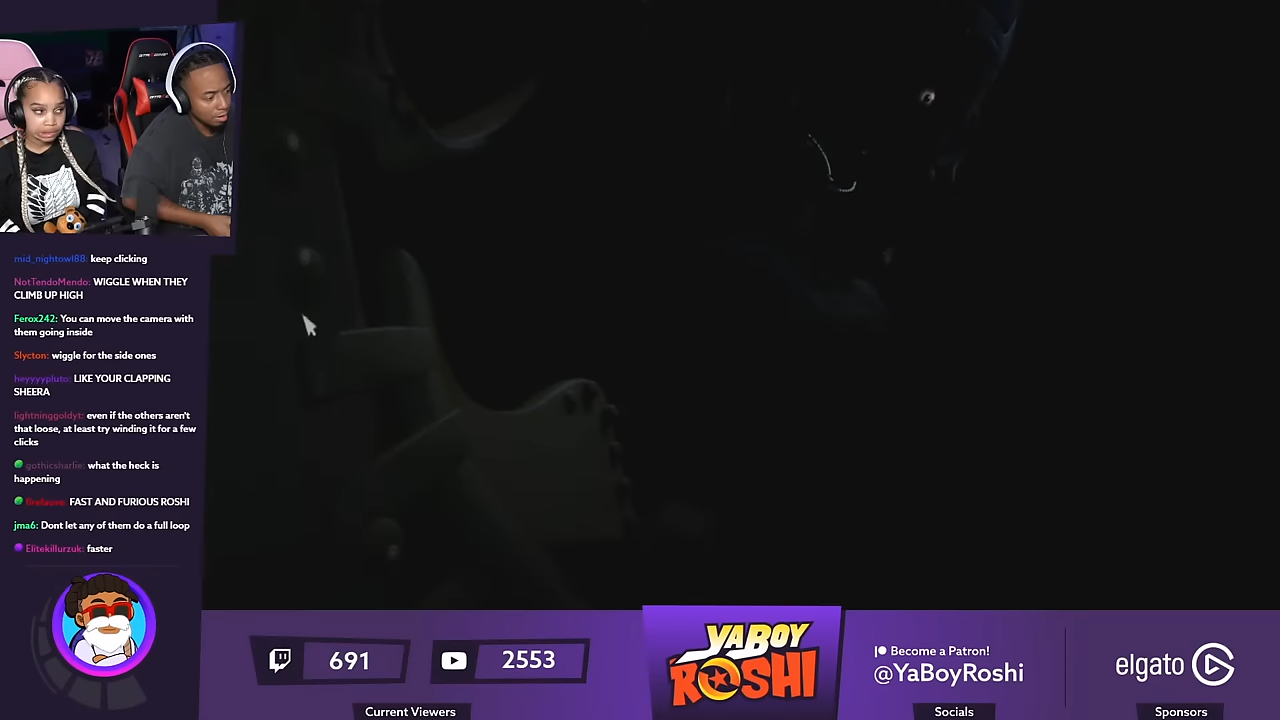 mid_nightowl88: keep clicking
NotTendoMendo: WIGGLE WHEN THEY
CLIMB UP HIGH
Ferox242: You can move the camera with
them going inside
Slycton: wiggle for the side ones
heyyyypluto: LIKE YOUR CLAPPING
SHEERA
lightninggoldyt: even if the others aren't
that loose, at least try winding it for a few
clicks
gothicsharlie: what the heck is
happening
FAST AND FURIOUS ROSHI
jma6: Dont let any of them do a full loop
Elitekillurzuk: faster
691
2553
Current Viewers
YABOY
ROSHI
Become a Patron!
@YaBoyRoshi
Socials
elgato
Sponsors